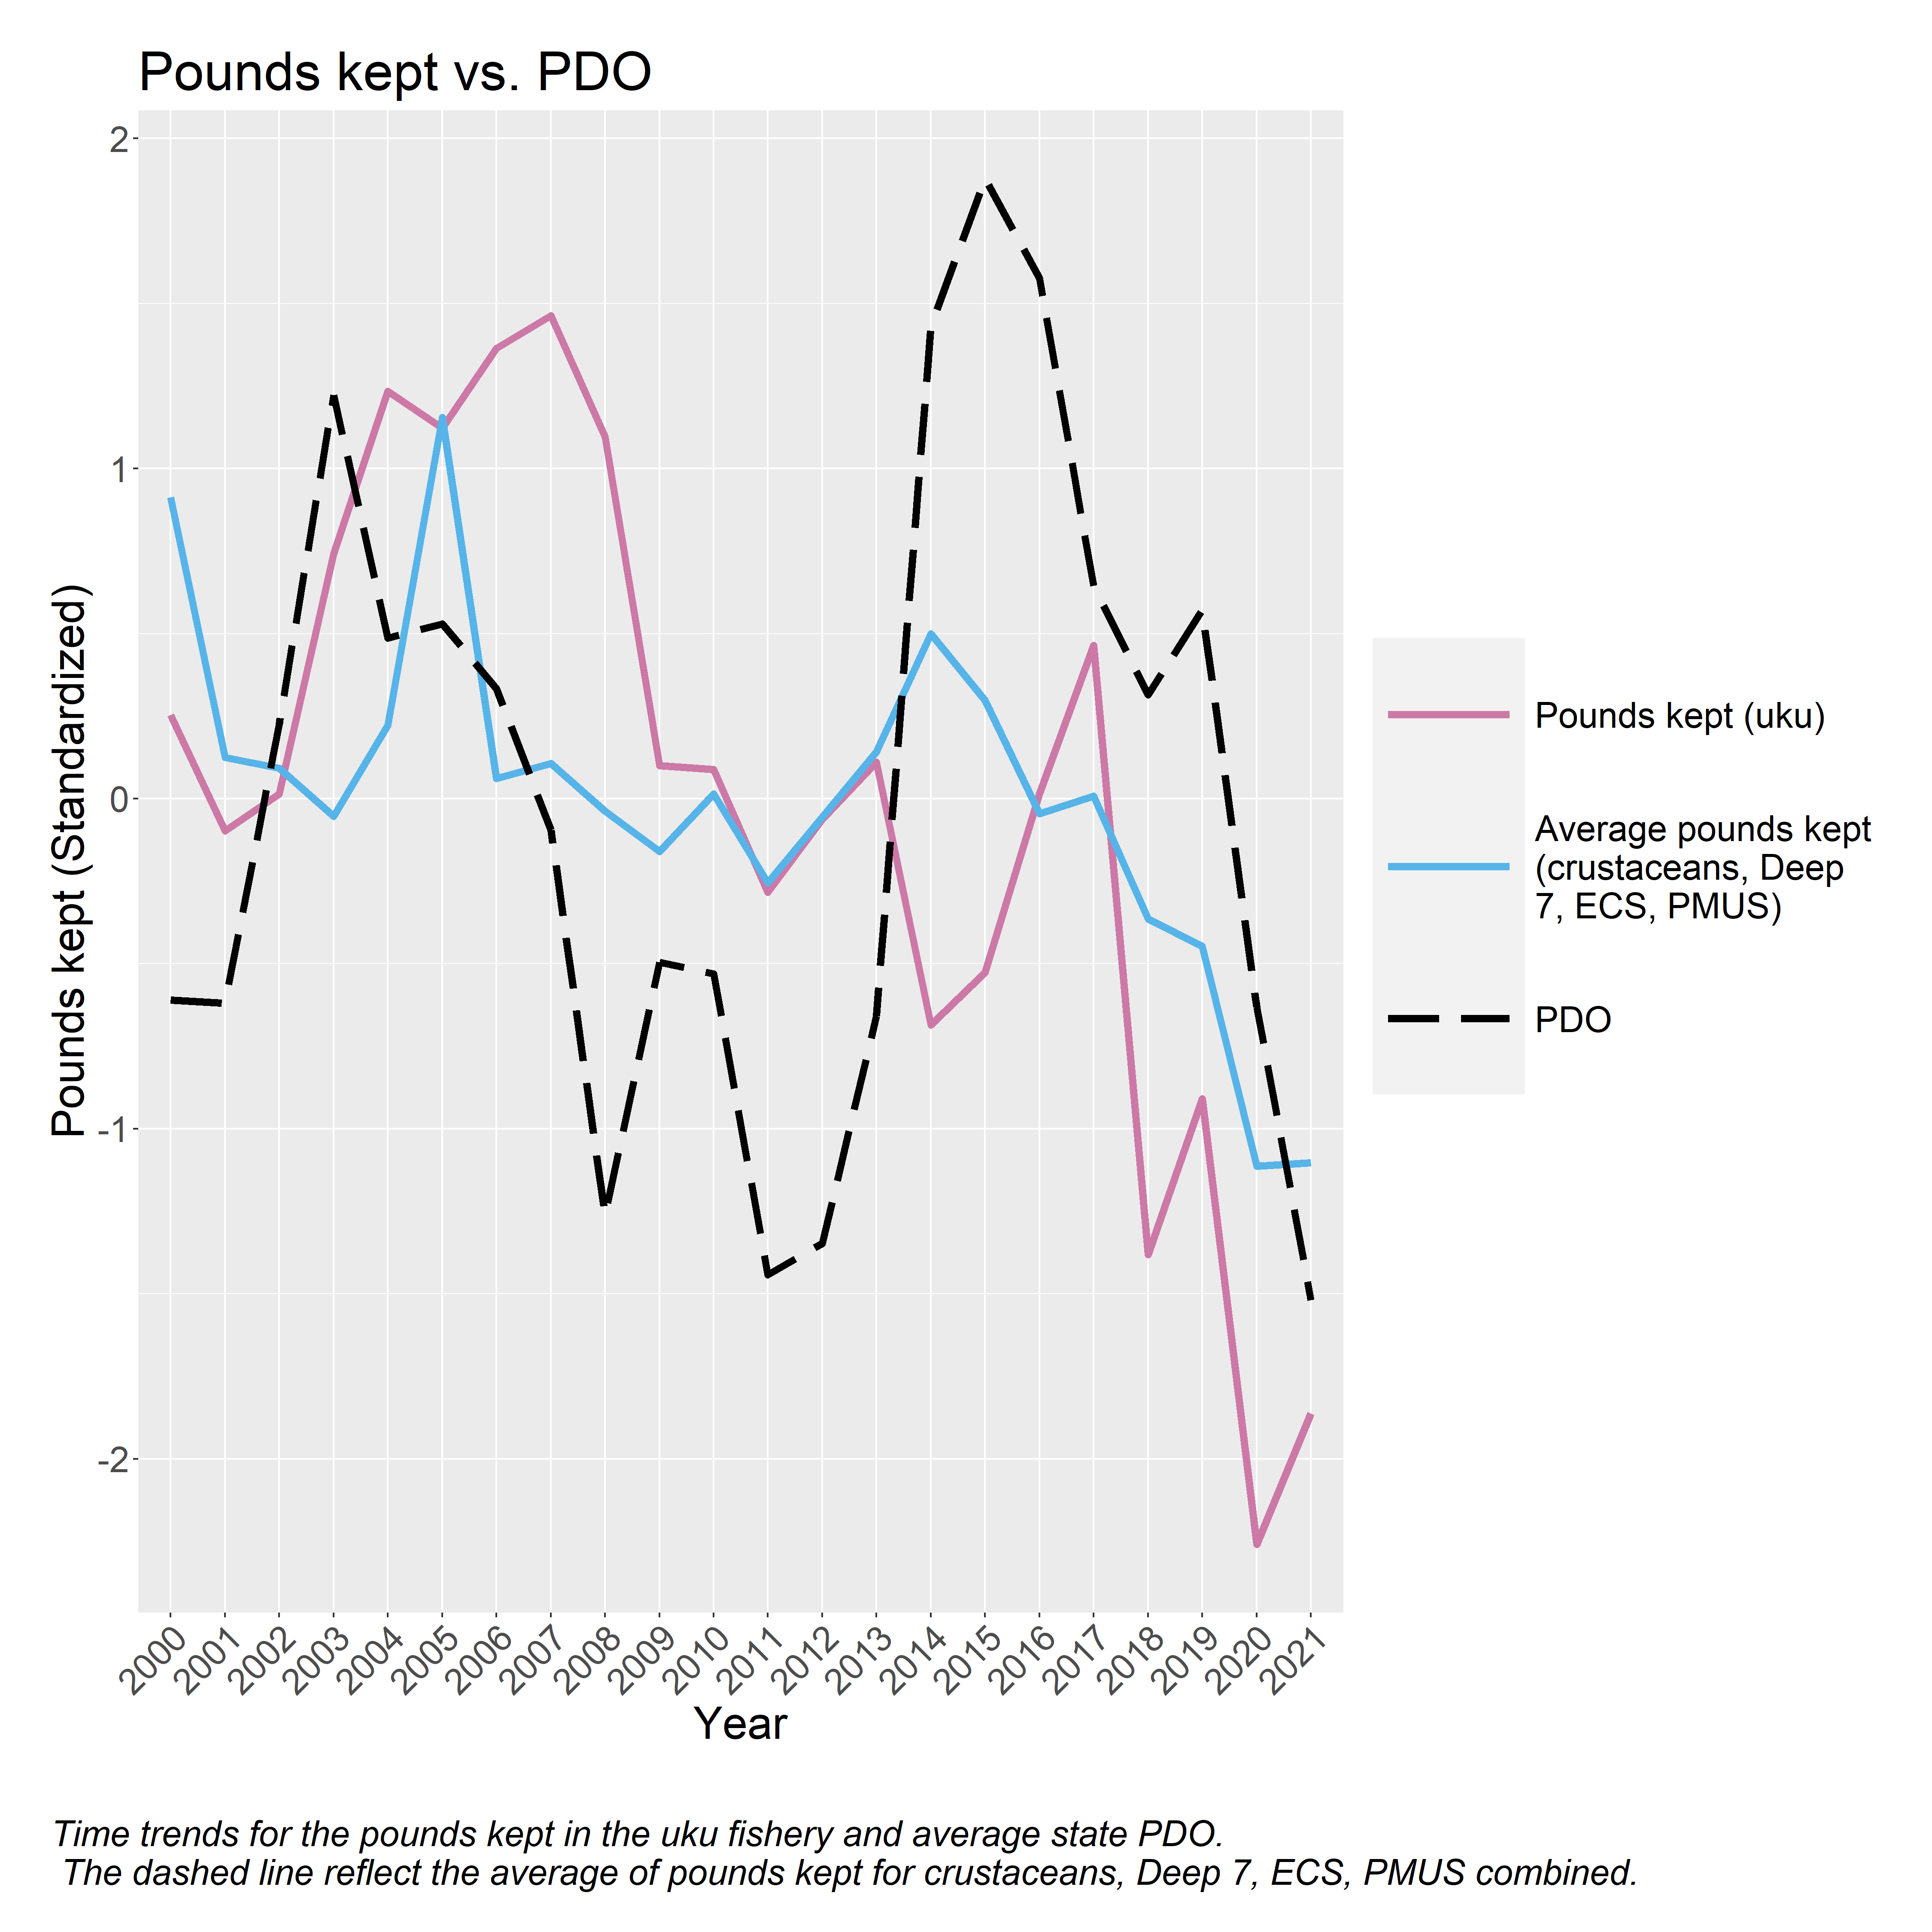 Pounds kept vs. PDO
2
1
0
-1
-2
Pounds kept (Standardized)
2000
2001
2002
2003
2004
2005
2006
2007
2008
2009
2010
2011
2012
2013
2014
2015
2016
2017
2018
2019
2020
2021
Year
Pounds kept (uku)
Average pounds kept
(crustaceans, Deep
7, ECS, PMUS)
PDO
Time trends for the pounds kept in the uku fishery and average state PDO.
The dashed line reflect the average of pounds kept for crustaceans, Deep 7, ECS, PMUS combined.